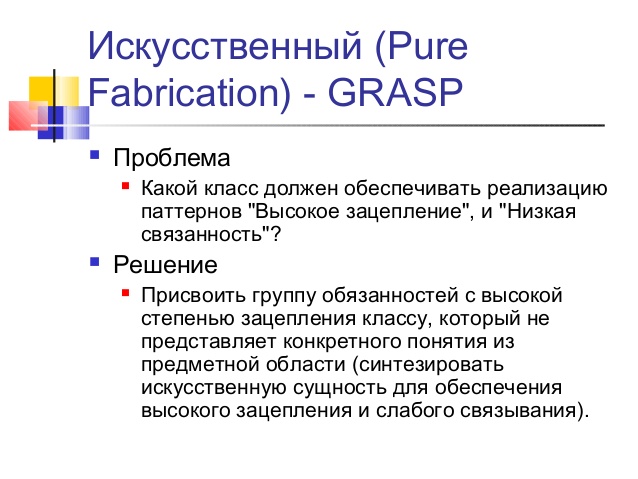 Искусственный (Pure
Fabrication) - GRASP
Проблема
Какой класс должен обеспечивать реализацию
паттернов "Высокое зацепление", и "Низкая
связанность"?
Решение
Присвоить группу обязанностей с высокой
степенью зацепления классу, который не
представляет конкретного понятия из
предметной области (синтезировать
искусственную сущность для обеспечения
высокого зацепления и слабого связывания).